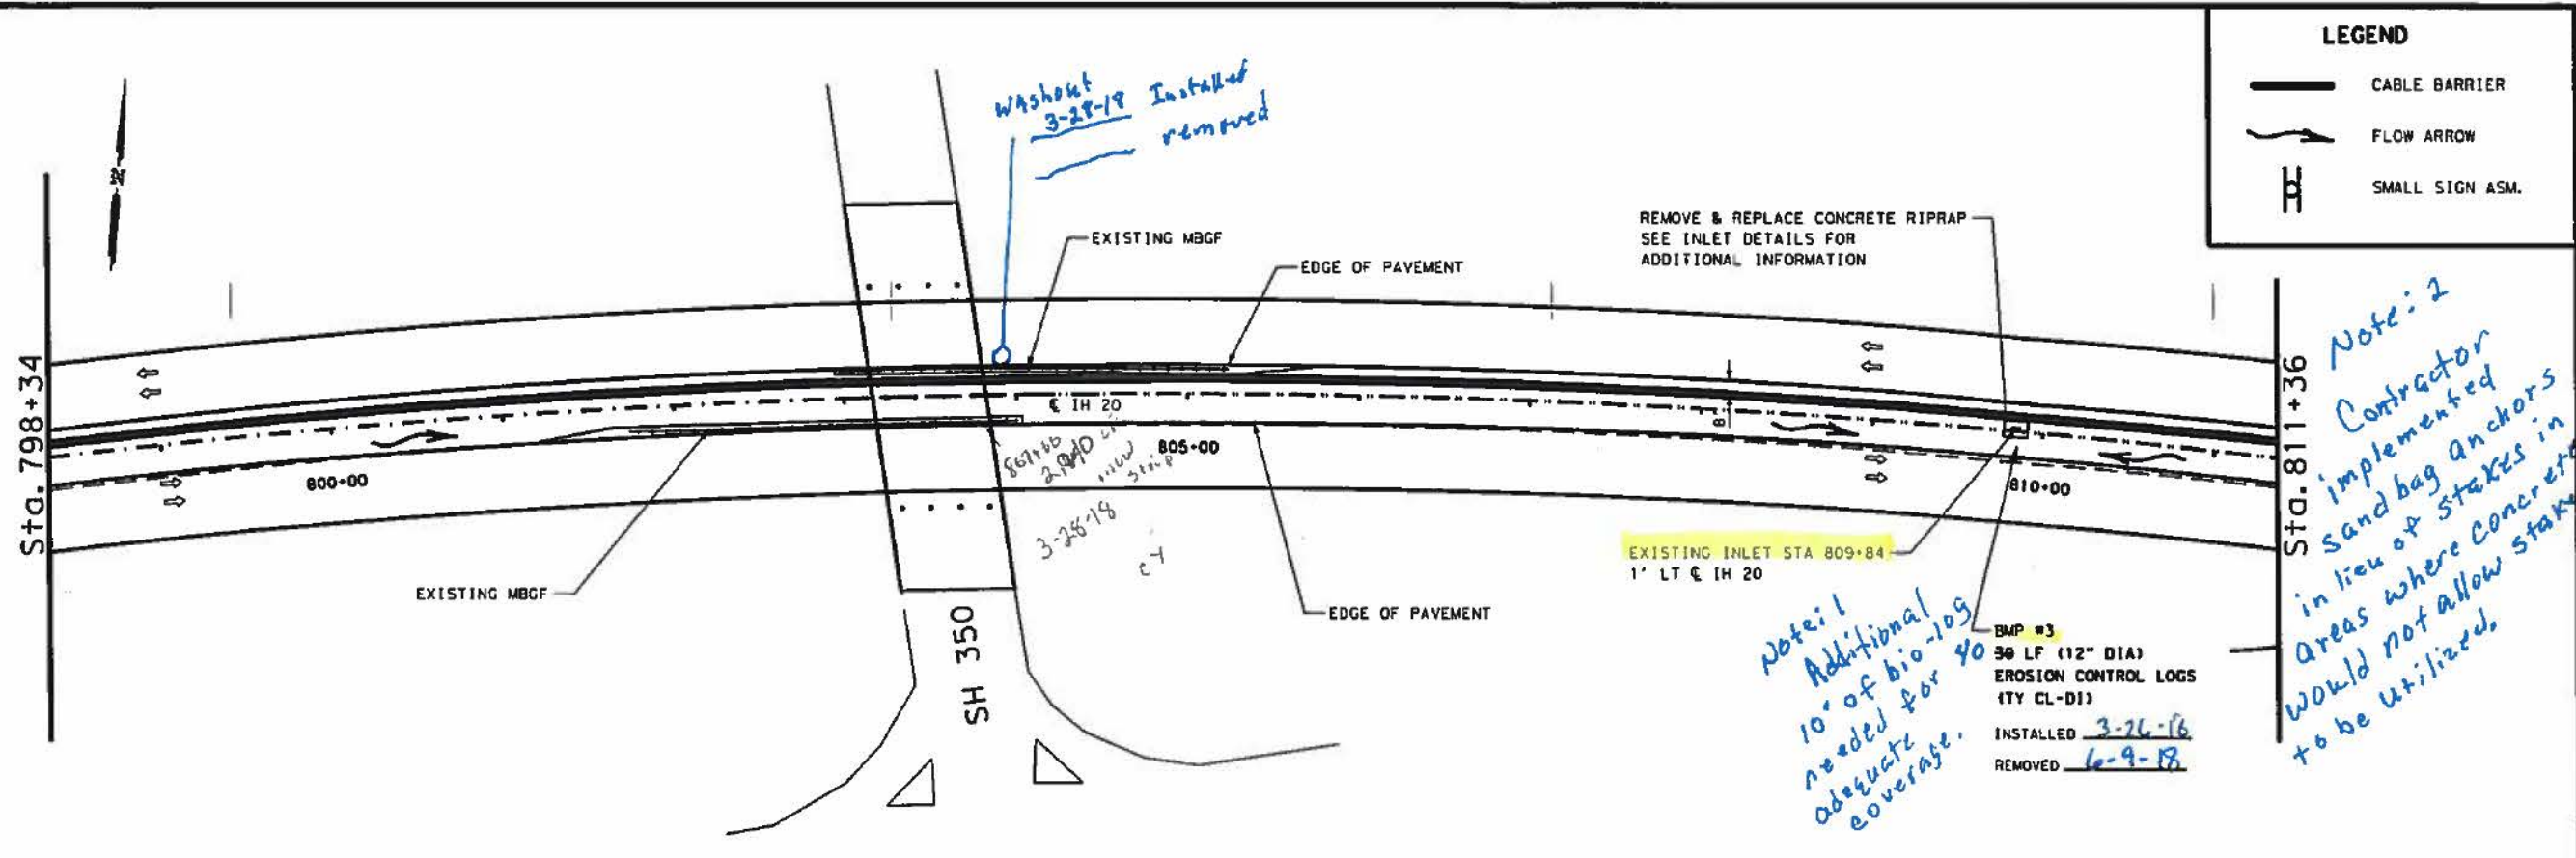 LEGEND
CABLE BARRIER
FLOW ARROW
SMALL SIGN ASM.
N
washout
3-28-18 Installed
removed
EXISTING MBGF
EDGE OF PAVEMENT
REMOVE & REPLACE CONCRETE RIPRAP
SEE INLET DETAILS FOR
ADDITIONAL INFORMATION
Sta. 798+34
Sta. 811+36
℄ IH 20
8'
800+00
805+00
810+00
2,940
mow
strip
3-28-18
EXISTING MBGF
EDGE OF PAVEMENT
SH 350
EXISTING INLET STA 809+84
1' LT ℄ IH 20
Note: 1
Additional
10' of bio-log
needed for
adequate
coverage.
BMP #3
40 30 LF (12" DIA)
EROSION CONTROL LOGS
(TY CL-DI)
INSTALLED 3-26-18
REMOVED 6-9-18
Note: 2
Contractor
implemented
sand bag anchors
in lieu of stakes in
areas where concrete
would not allow stakes
to be utilized.